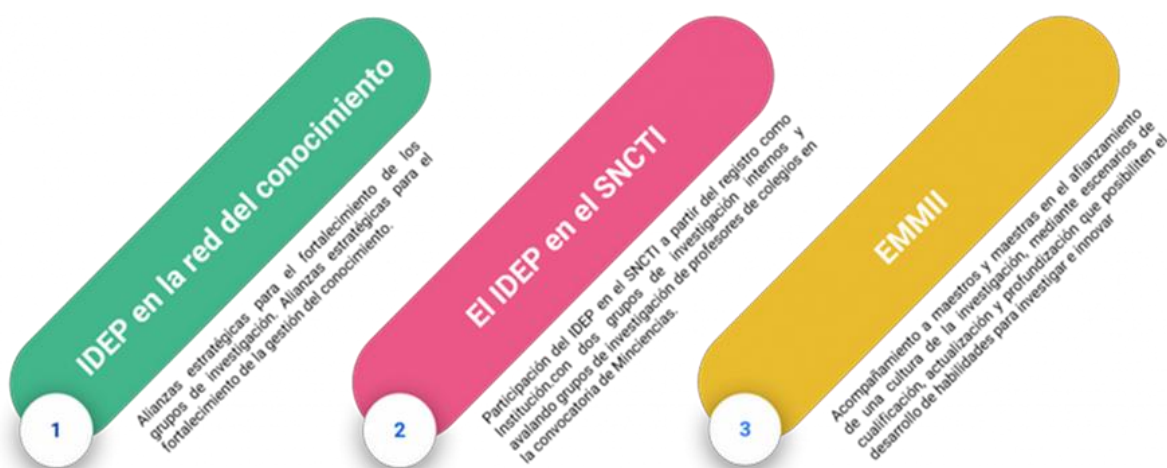 IDEP en la red del conocimiento
Alianzas estratégicas para el fortalecimiento de los
grupos de investigación. Alianzas estratégicas para el
fortalecimiento de la gestión del conocimiento.
1
El IDEP en el SNCTI
Participación del IDEP en el SNCTI a partir del registro como
Institución.con dos grupos de investigación internos y
avalando grupos de investigación de profesores de colegios en
la convocatoria de Minciencias.
2
EMMII
Acompañamiento a maestros y maestras en el afianzamiento
de una cultura de la investigación, mediante escenarios de
cualificación, actualización y profundización que posibiliten el
desarrollo de habilidades para investigar e innovar
3